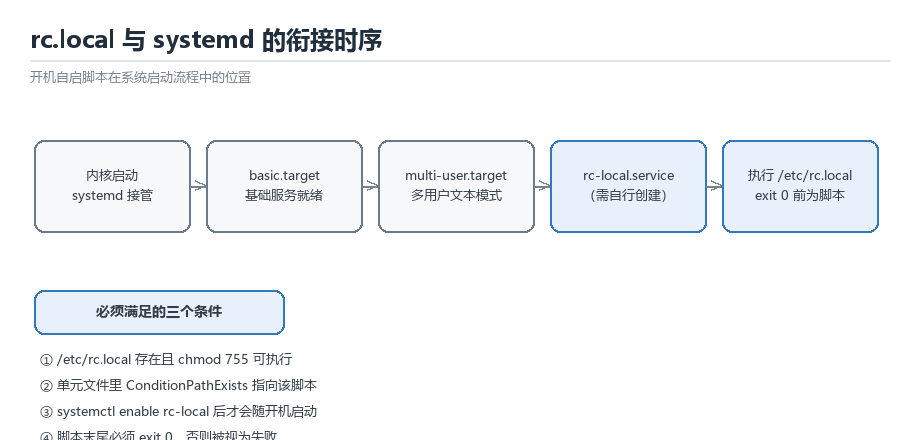 rc.local 与 systemd 的衔接时序
开机自启脚本在系统启动流程中的位置
内核启动
systemd 接管
basic.target
基础服务就绪
multi-user.target
多用户文本模式
rc-local.service
（需自行创建）
执行 /etc/rc.local
exit 0 前为脚本
必须满足的三个条件
① /etc/rc.local 存在且 chmod 755 可执行
② 单元文件里 ConditionPathExists 指向该脚本
③ systemctl enable rc-local 后才会随开机启动
④ 脚本末尾必须 exit 0，否则被视为失败